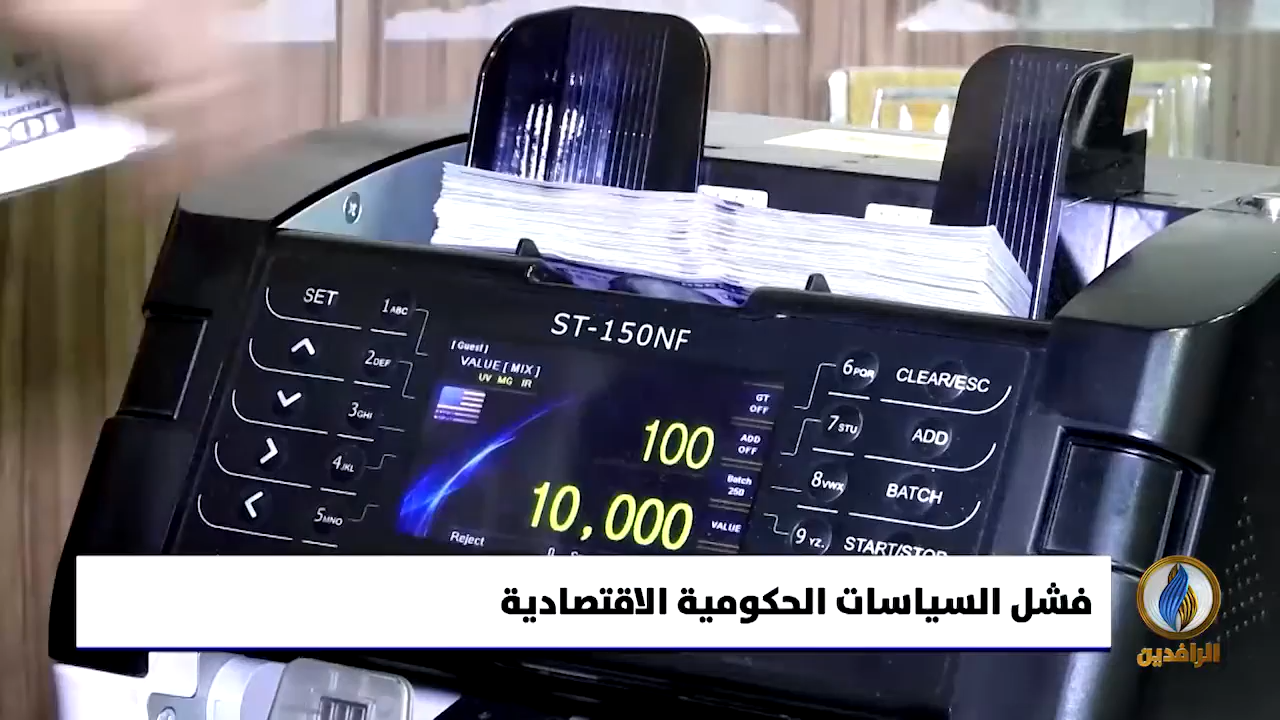 100
ST-150NF
SET
1ABC
2DEF
3GHI
4JKL
5MNO
[ Guest ]
VALUE [ MIX ]
UV MG IR
100
10,000
Reject
GT
OFF
ADD
OFF
Batch
250
VALUE
6PQR
CLEAR/ESC
7STU
ADD
8VWX
BATCH
9YZ.
START/STOP
فشل السياسات الحكومية الاقتصادية
الرافدين